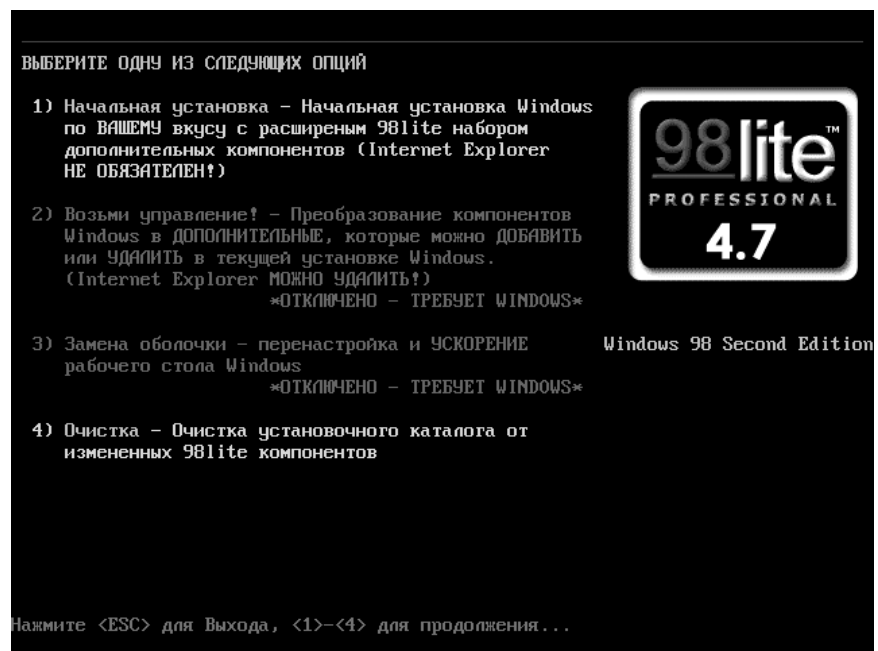 ВЫБЕРИТЕ ОДНУ ИЗ СЛЕДУЮЩИХ ОПЦИЙ
1) Начальная установка – Начальная установка Windows
по ВАШЕМУ вкусу с расширеным 98lite набором
дополнительных компонентов (Internet Explorer
НЕ ОБЯЗАТЕЛЕН!)
2) Возьми управление! – Преобразование компонентов
Windows в ДОПОЛНИТЕЛЬНЫЕ, которые можно ДОБАВИТЬ
или УДАЛИТЬ в текущей установке Windows.
(Internet Explorer МОЖНО УДАЛИТЬ!)
*ОТКЛЮЧЕНО – ТРЕБУЕТ WINDOWS*
3) Замена оболочки – перенастройка и УСКОРЕНИЕ
рабочего стола Windows
*ОТКЛЮЧЕНО – ТРЕБУЕТ WINDOWS*
4) Очистка – Очистка установочного каталога от
измененных 98lite компонентов
98lite™
PROFESSIONAL
4.7
Windows 98 Second Edition
Нажмите <ESC> для Выхода, <1>–<4> для продолжения...